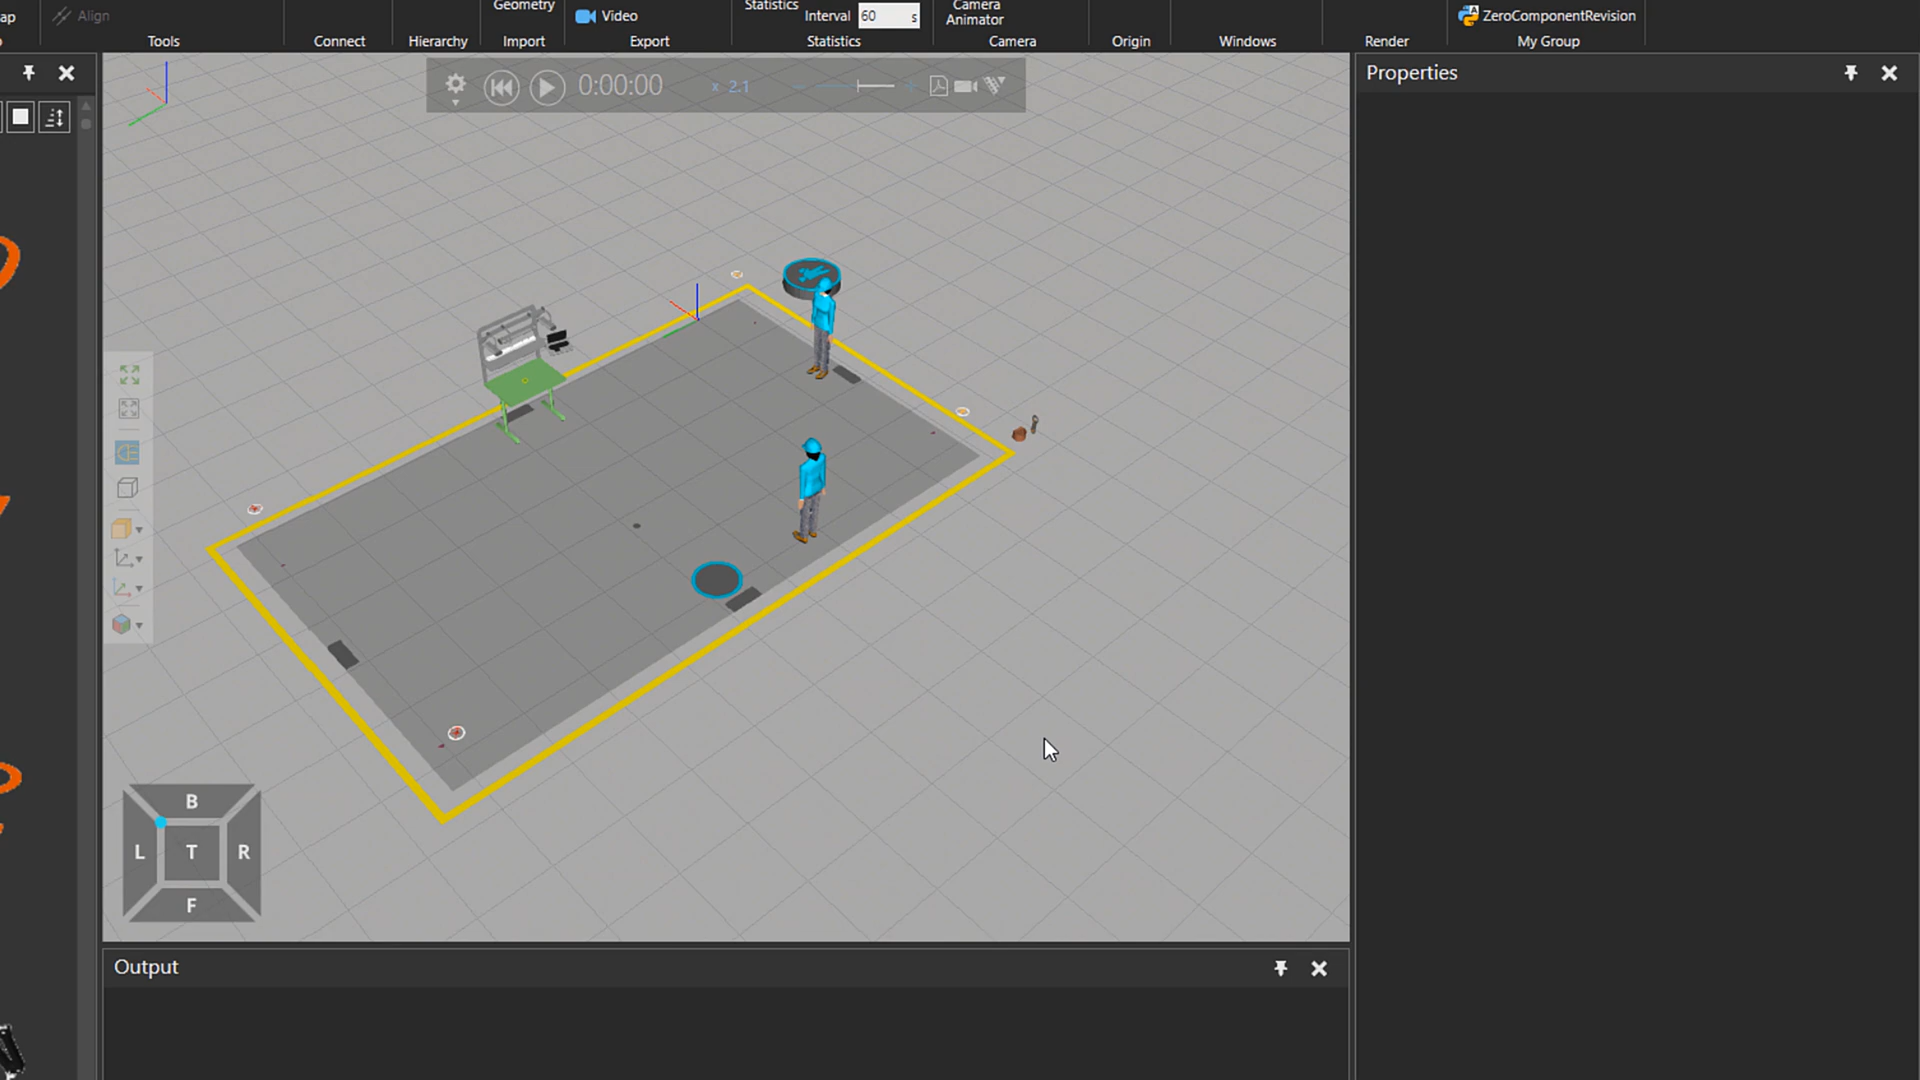 ap
Align
Tools
Connect
Hierarchy
Geometry
Import
Video
Export
Statistics
Interval 60 s
Statistics
Camera
Animator
Camera
Origin
Windows
Render
ZeroComponentRevision
My Group
0:00:00
x 2.1
Properties
B
L T R
F
Output